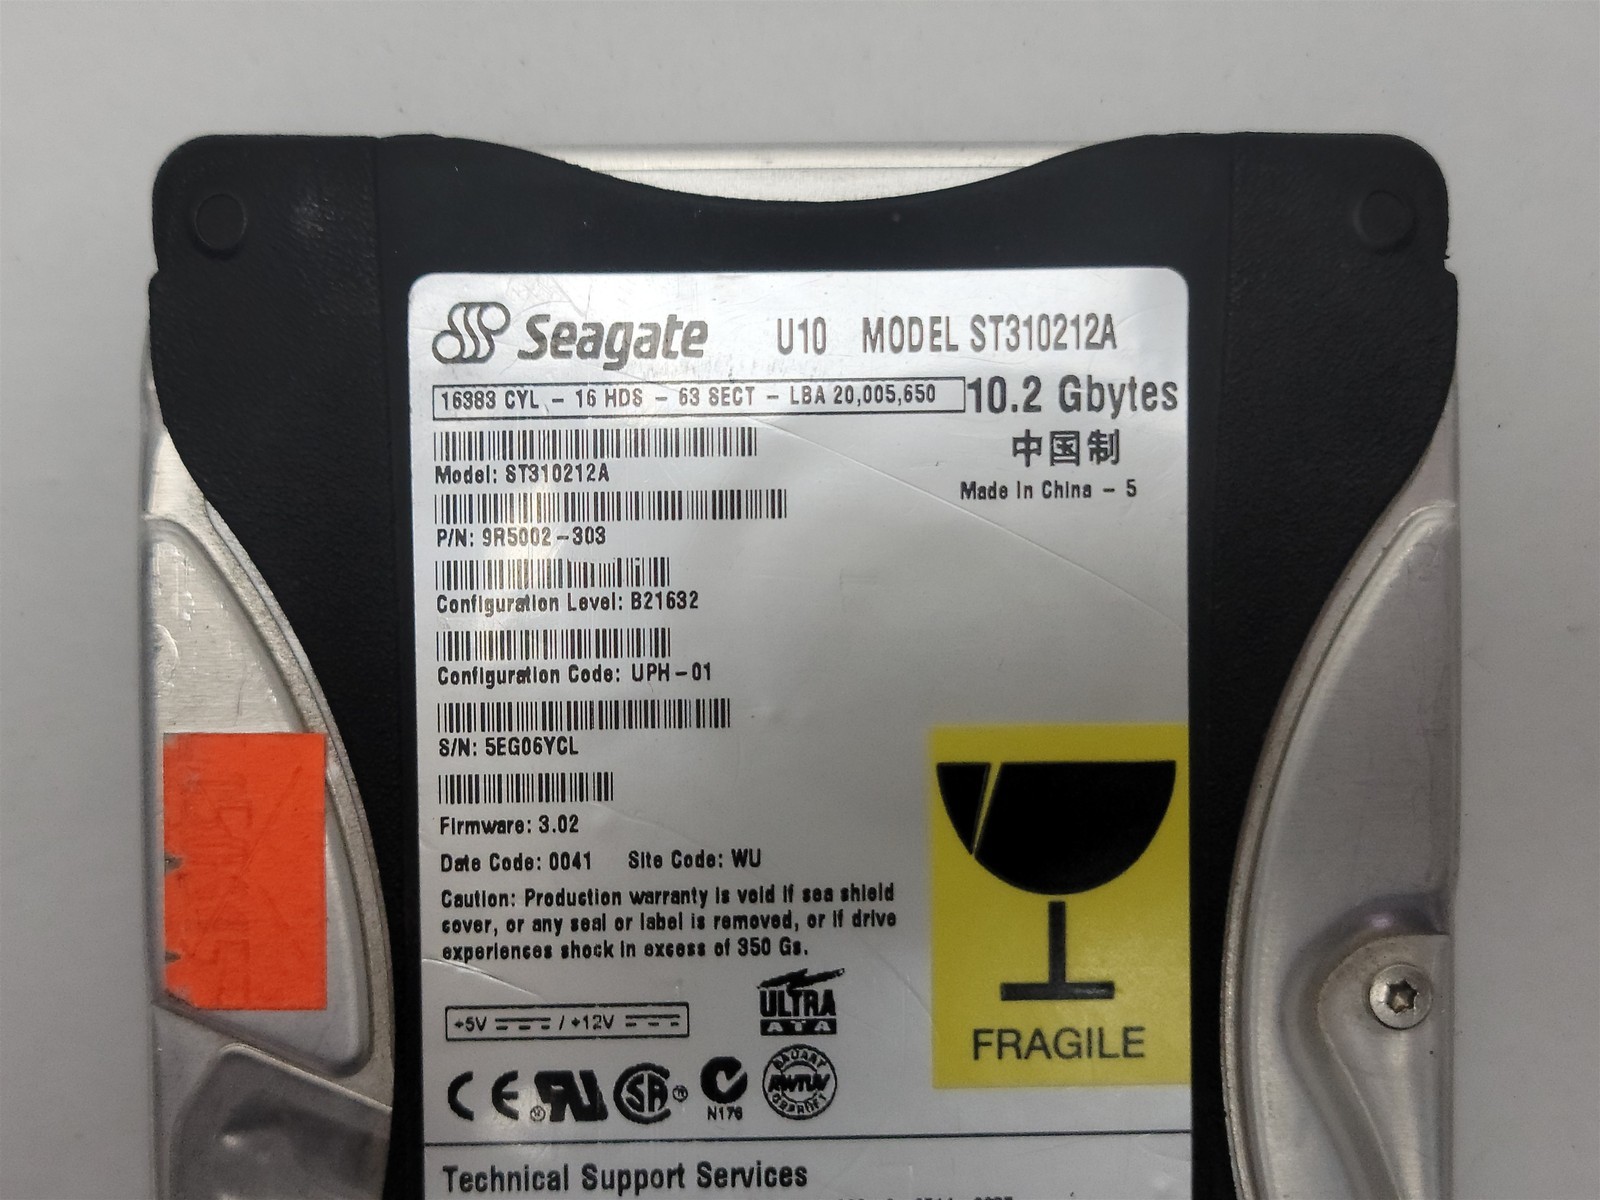 Seagate U10 MODEL ST310212A
16383 CYL - 16 HDS - 63 SECT - LBA 20,005,650 10.2 Gbytes
中国制
Made in China - 5
Model: ST310212A
P/N: 9R5002-303
Configuration Level: B21632
Configuration Code: UPH-01
S/N: 5EG06YCL
Firmware: 3.02
Date Code: 0041 Site Code: WU
Caution: Production warranty is void if sea shield
cover, or any seal or label is removed, or if drive
experiences shock in excess of 350 Gs.
+5V / +12V
ULTRA
ATA
CE
N176
FRAGILE
Technical Support Services